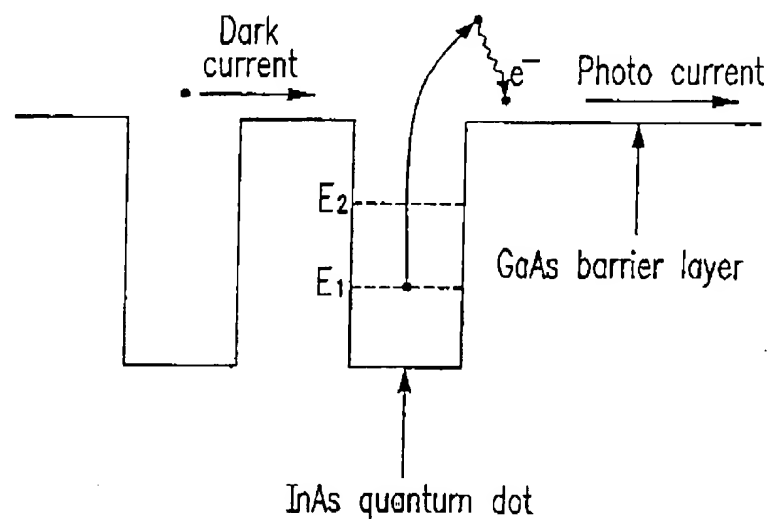 Dark
current
e⁻
Photo current
E₂
E₁
GaAs barrier layer
InAs quantum dot